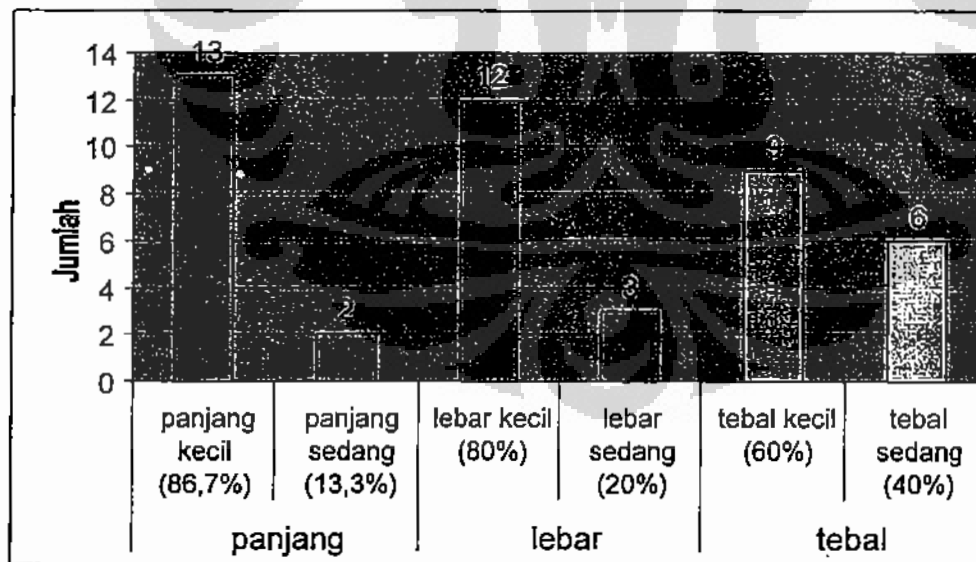 14
12
10
8
6
4
2
0
Jumlah
13
2
12
3
9
6
panjang
kecil
(86,7%)
panjang
sedang
(13,3%)
lebar kecil
(80%)
lebar
sedang
(20%)
tebal kecil
(60%)
tebal
sedang
(40%)
panjang
lebar
tebal